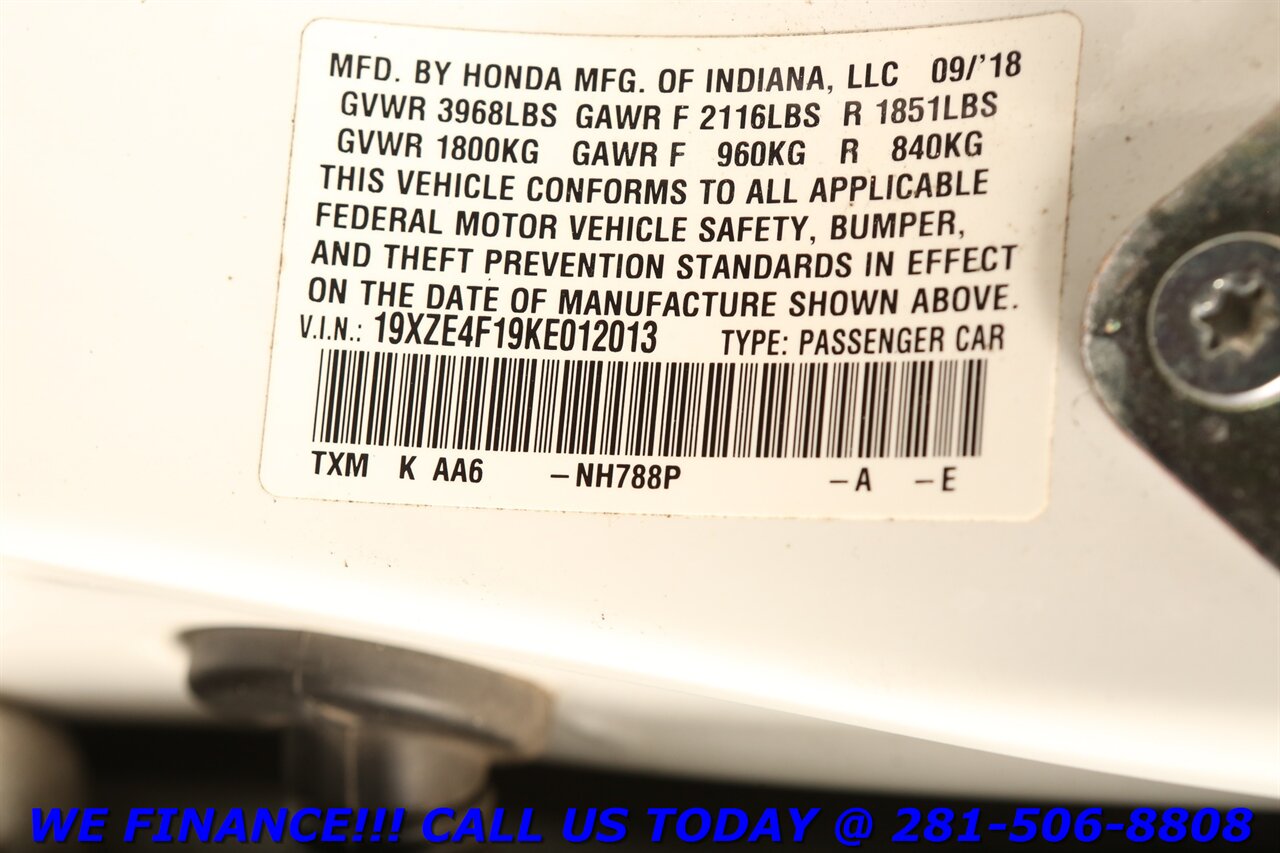 MFD. BY HONDA MFG. OF INDIANA, LLC 09/'18
GVWR 3968LBS GAWR F 2116LBS R 1851LBS
GVWR 1800KG GAWR F 960KG R 840KG
THIS VEHICLE CONFORMS TO ALL APPLICABLE
FEDERAL MOTOR VEHICLE SAFETY, BUMPER,
AND THEFT PREVENTION STANDARDS IN EFFECT
ON THE DATE OF MANUFACTURE SHOWN ABOVE.
V.I.N.: 19XZE4F19KE012013 TYPE: PASSENGER CAR
TXM K AA6 –NH788P –A –E
WE FINANCE!!! CALL US TODAY @ 281-506-8808